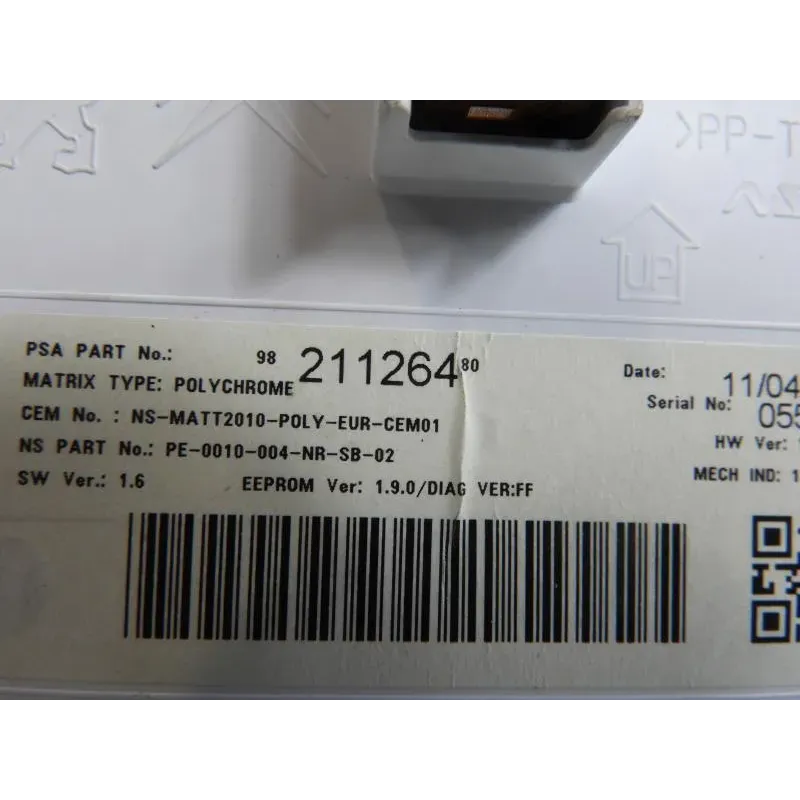 >PP-T
UP
PSA PART No.: 98 211264 80
Date: 11/04
MATRIX TYPE: POLYCHROME
Serial No: 055
CEM No. : NS-MATT2010-POLY-EUR-CEM01
HW Ver:
NS PART No.: PE-0010-004-NR-SB-02
MECH IND: 1
SW Ver.: 1.6 EEPROM Ver: 1.9.0/DIAG VER:FF